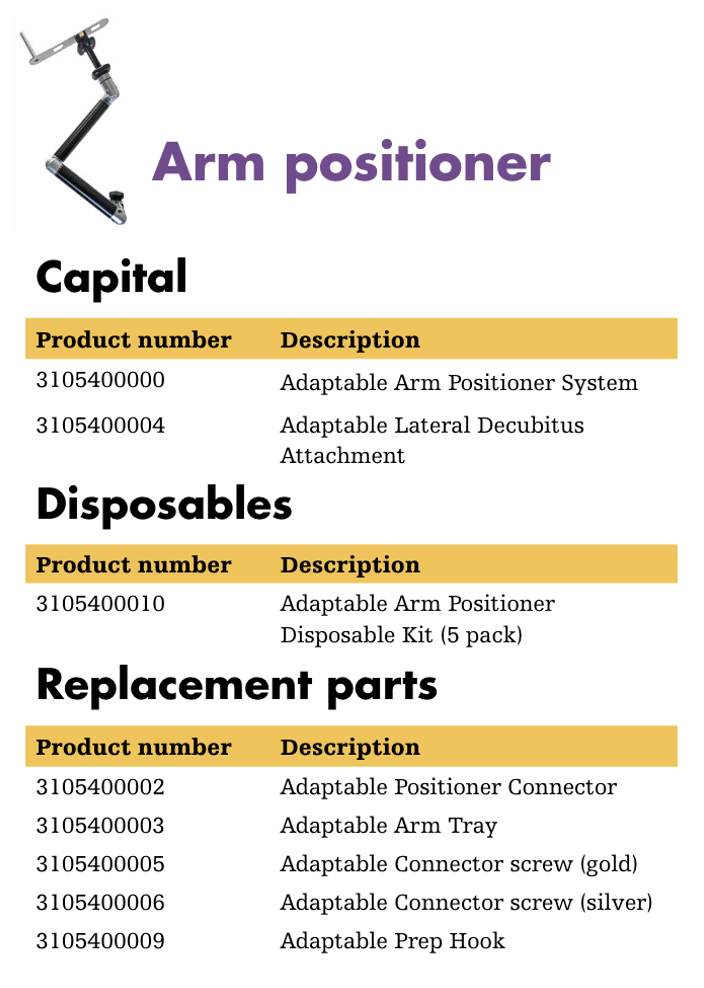 Arm positioner
Capital
Product number Description
3105400000 Adaptable Arm Positioner System
3105400004 Adaptable Lateral Decubitus
Attachment
Disposables
Product number Description
3105400010 Adaptable Arm Positioner
Disposable Kit (5 pack)
Replacement parts
Product number Description
3105400002 Adaptable Positioner Connector
3105400003 Adaptable Arm Tray
3105400005 Adaptable Connector screw (gold)
3105400006 Adaptable Connector screw (silver)
3105400009 Adaptable Prep Hook